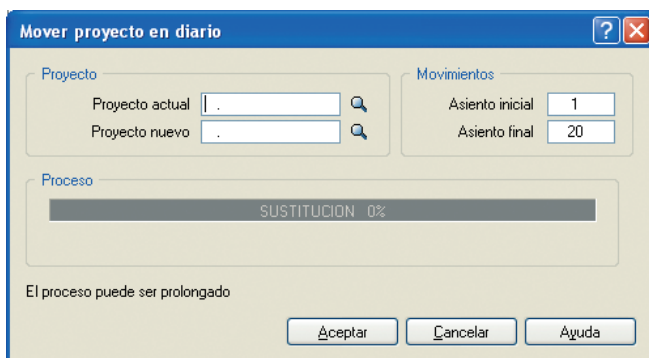 Mover proyecto en diario
Proyecto
Proyecto actual .
Proyecto nuevo .
Movimientos
Asiento inicial 1
Asiento final 20
Proceso
SUSTITUCION 0%
El proceso puede ser prolongado
Aceptar Cancelar Ayuda